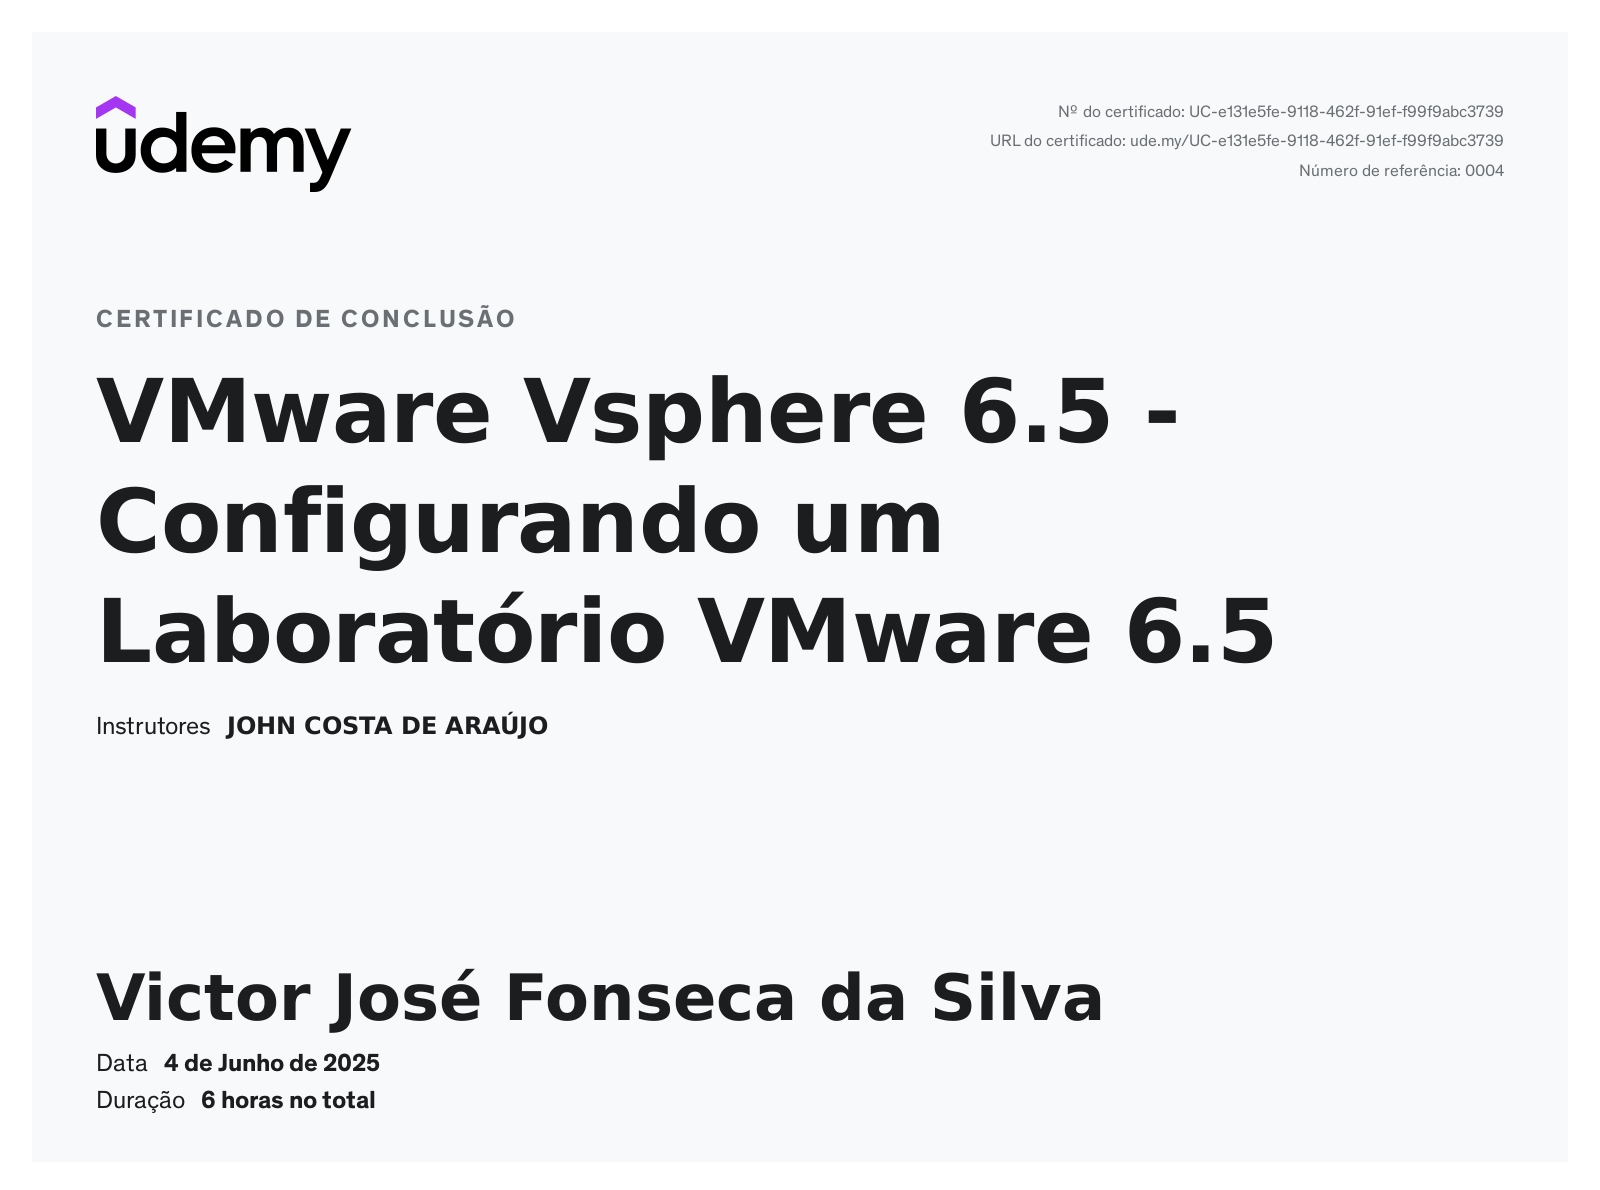 udemy
Nº do certificado: UC-e131e5fe-9118-462f-91ef-f99f9abc3739
URL do certificado: ude.my/UC-e131e5fe-9118-462f-91ef-f99f9abc3739
Número de referência: 0004
CERTIFICADO DE CONCLUSÃO
VMware Vsphere 6.5 -
Configurando um
Laboratório VMware 6.5
Instrutores JOHN COSTA DE ARAÚJO
Victor José Fonseca da Silva
Data 4 de Junho de 2025
Duração 6 horas no total